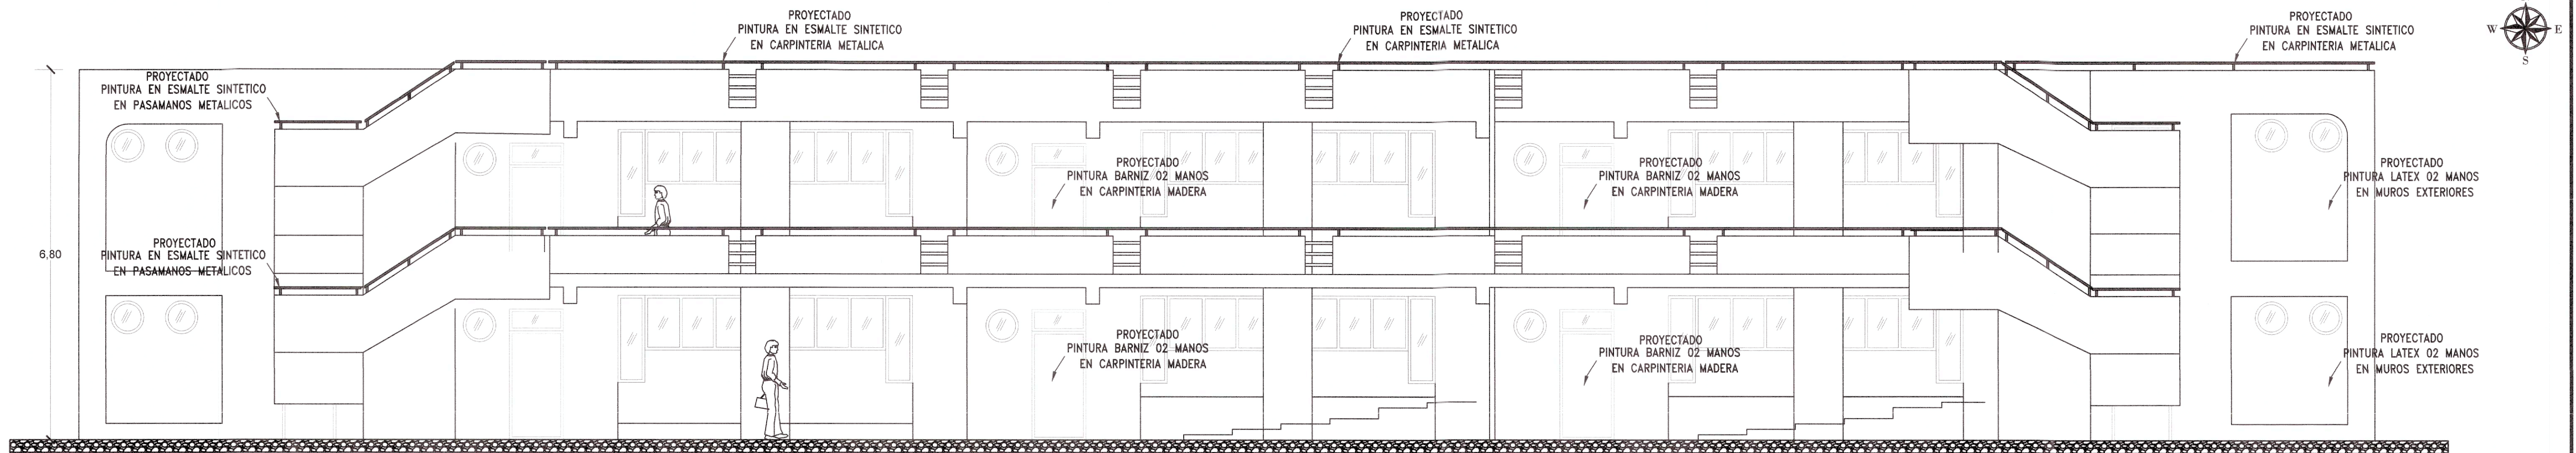 PROYECTADO
PINTURA EN ESMALTE SINTETICO
EN CARPINTERIA METALICA
PROYECTADO
PINTURA EN ESMALTE SINTETICO
EN CARPINTERIA METALICA
PROYECTADO
PINTURA EN ESMALTE SINTETICO
EN CARPINTERIA METALICA
W
E
S
PROYECTADO
PINTURA EN ESMALTE SINTETICO
EN PASAMANOS METALICOS
PROYECTADO
PINTURA BARNIZ 02 MANOS
EN CARPINTERIA MADERA
PROYECTADO
PINTURA BARNIZ 02 MANOS
EN CARPINTERIA MADERA
PROYECTADO
PINTURA LATEX 02 MANOS
EN MUROS EXTERIORES
6,80
PROYECTADO
PINTURA EN ESMALTE SINTETICO
EN PASAMANOS METALICOS
PROYECTADO
PINTURA BARNIZ 02 MANOS
EN CARPINTERIA MADERA
PROYECTADO
PINTURA BARNIZ 02 MANOS
EN CARPINTERIA MADERA
PROYECTADO
PINTURA LATEX 02 MANOS
EN MUROS EXTERIORES